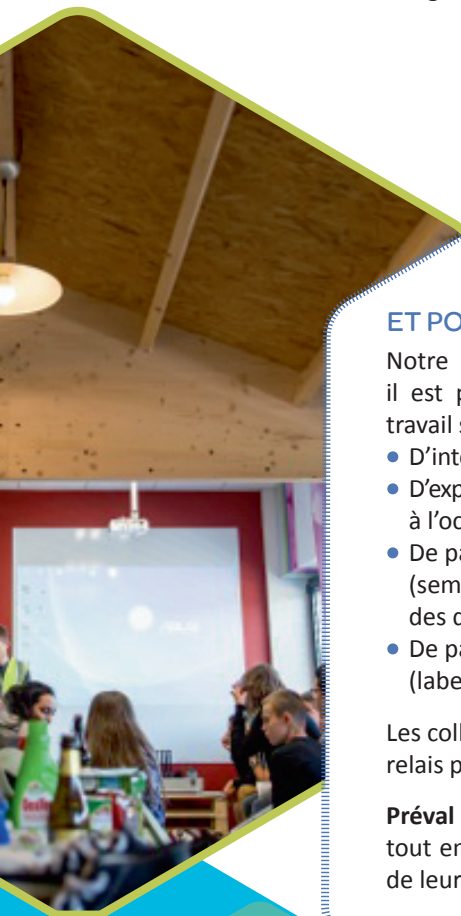 ET PO
Notre
il est p
travail s
• D'inte
• D'exp
à l'oc
• De pa
(sem
des d
• De pa
(labe
Les coll
relais p
Préval
tout en
de leur